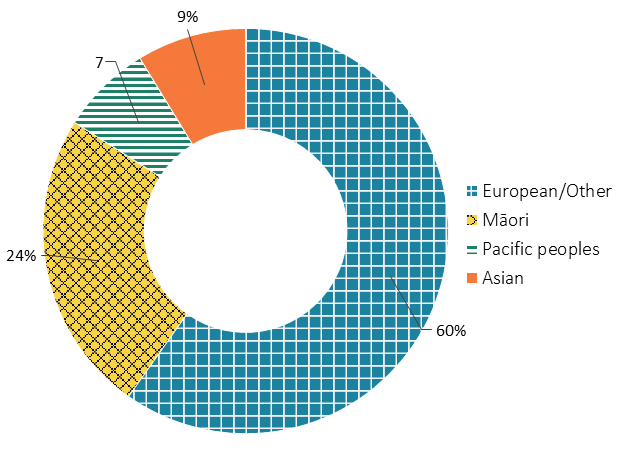 9%
7
24%
60%
European/Other
Māori
Pacific peoples
Asian